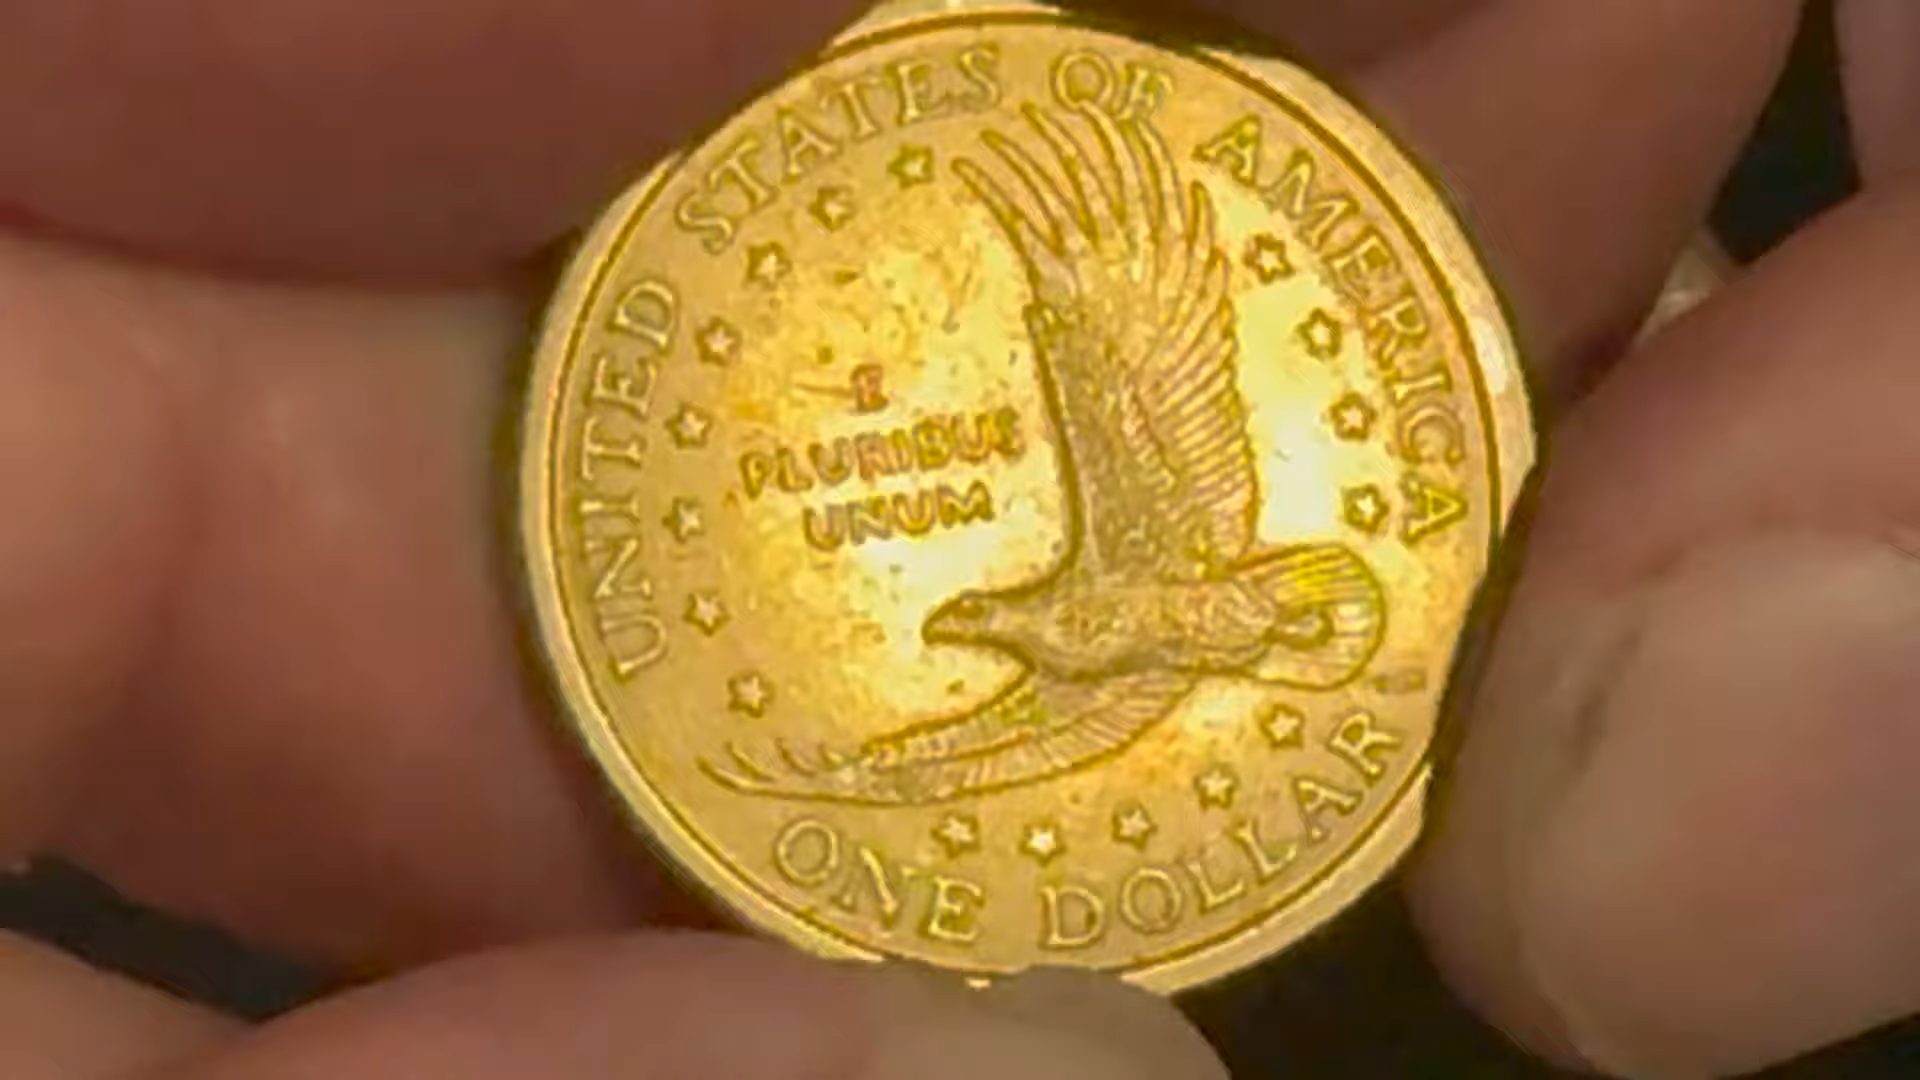 UNITED STATES OF AMERICA
E
PLURIBUS
UNUM
ONE DOLLAR